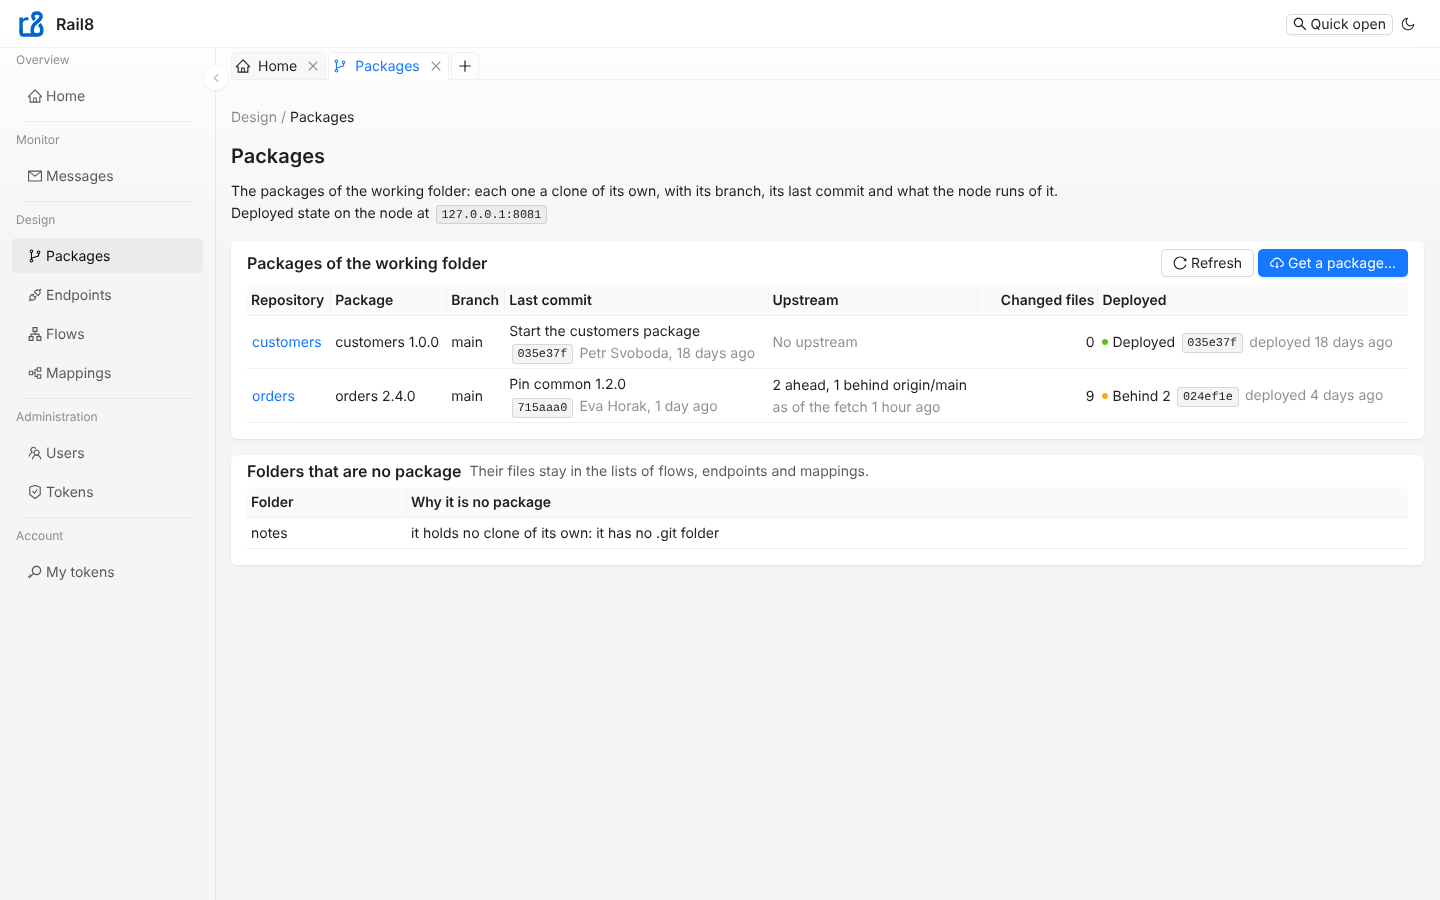 Rail8
Quick open
Overview
Home
Monitor
Messages
Design
Packages
Endpoints
Flows
Mappings
Administration
Users
Tokens
Account
My tokens
Home
Packages
Design / Packages
Packages
The packages of the working folder: each one a clone of its own, with its branch, its last commit and what the node runs of it.
Deployed state on the node at 127.0.0.1:8081
Packages of the working folder
Refresh
Get a package...
Repository Package Branch Last commit Upstream Changed files Deployed
customers customers 1.0.0 main Start the customers package No upstream 0 Deployed 035e37f deployed 18 days ago
035e37f Petr Svoboda, 18 days ago
orders orders 2.4.0 main Pin common 1.2.0 2 ahead, 1 behind origin/main 9 Behind 2 024ef1e deployed 4 days ago
715aaa0 Eva Horak, 1 day ago as of the fetch 1 hour ago
Folders that are no package Their files stay in the lists of flows, endpoints and mappings.
Folder Why it is no package
notes it holds no clone of its own: it has no .git folder